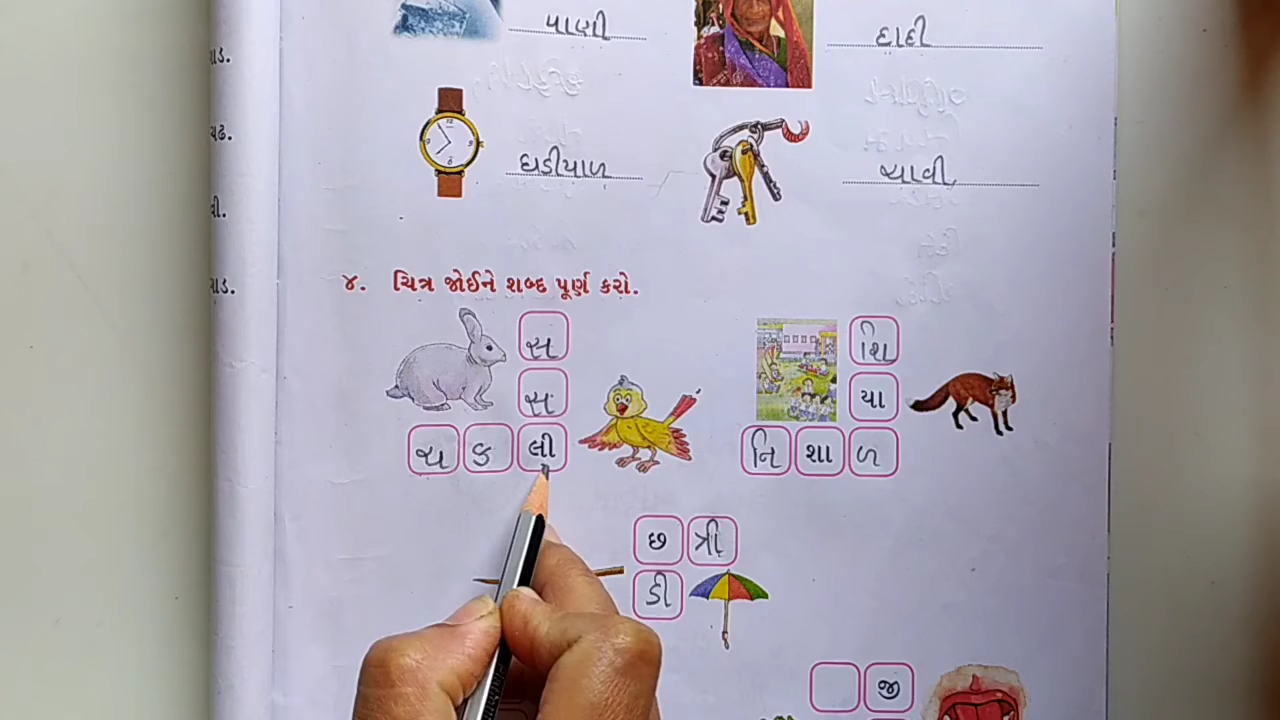 પાણી
દાદી
ઘડીયાળ
ચાવી
૪. ચિત્ર જોઈને શબ્દ પૂર્ણ કરો.
સ
સ
ચ ક લી
શિ
યા
નિ શા ળ
છ ત્રી
ડી
જી